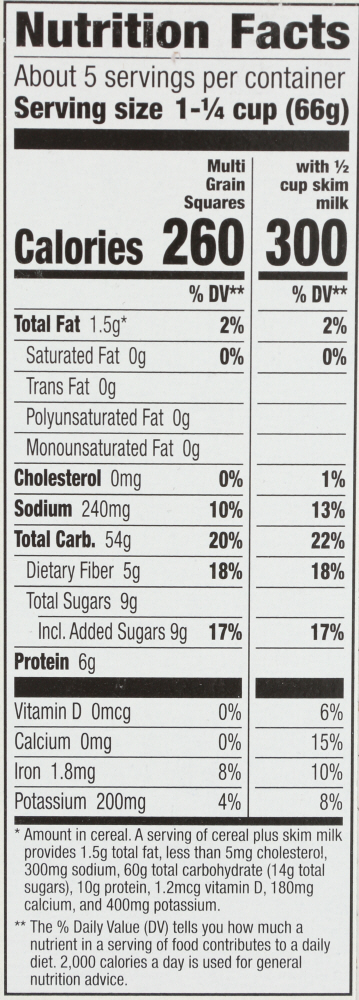 Nutrition Facts
About 5 servings per container
Serving size 1-¼ cup (66g)
Multi Grain Squares
with ½ cup skim milk
Calories 260 300
% DV** % DV**
Total Fat 1.5g* 2% 2%
Saturated Fat 0g 0% 0%
Trans Fat 0g
Polyunsaturated Fat 0g
Monounsaturated Fat 0g
Cholesterol 0mg 0% 1%
Sodium 240mg 10% 13%
Total Carb. 54g 20% 22%
Dietary Fiber 5g 18% 18%
Total Sugars 9g
Incl. Added Sugars 9g 17% 17%
Protein 6g
Vitamin D 0mcg 0% 6%
Calcium 0mg 0% 15%
Iron 1.8mg 8% 10%
Potassium 200mg 4% 8%
* Amount in cereal. A serving of cereal plus skim milk
provides 1.5g total fat, less than 5mg cholesterol,
300mg sodium, 60g total carbohydrate (14g total
sugars), 10g protein, 1.2mcg vitamin D, 180mg
calcium, and 400mg potassium.
** The % Daily Value (DV) tells you how much a
nutrient in a serving of food contributes to a daily
diet. 2,000 calories a day is used for general
nutrition advice.